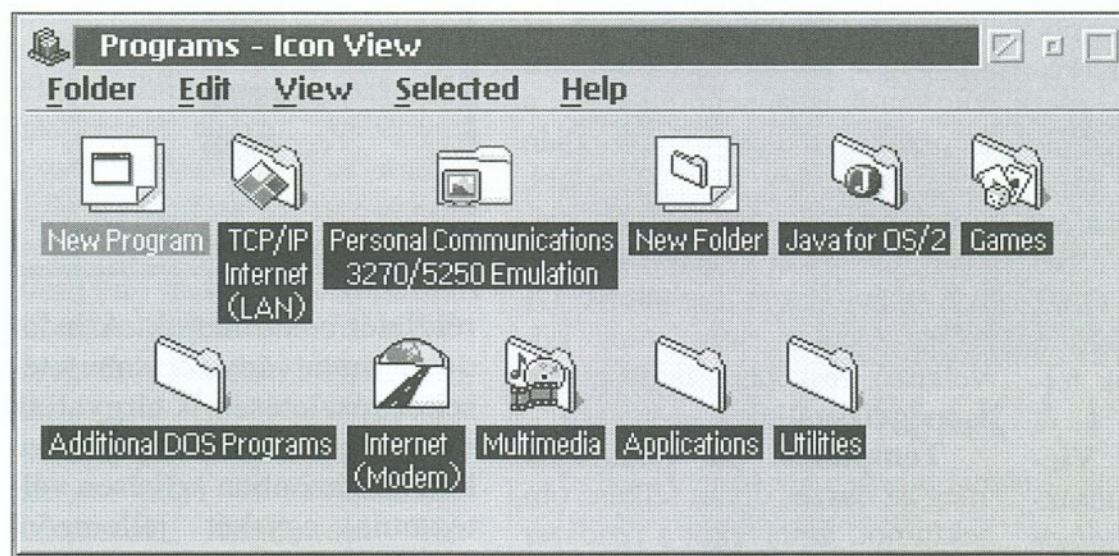 Programs - Icon View
Folder Edit View Selected Help
New Program
TCP/IP
Internet
(LAN)
Personal Communications
3270/5250 Emulation
New Folder
Java for OS/2
Games
Additional DOS Programs
Internet
(Modem)
Multimedia
Applications
Utilities